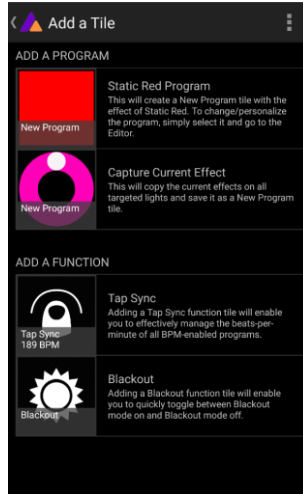 Add a Tile
ADD A PROGRAM
New Program
Static Red Program
This will create a New Program tile with the
effect of Static Red. To change/personalize
the program, simply select it and go to the
Editor.
New Program
Capture Current Effect
This will copy the current effects on all
targeted lights and save it as a New Program
tile.
ADD A FUNCTION
Tap Sync
189 BPM
Tap Sync
Adding a Tap Sync function tile will enable
you to effectively manage the beats-per-
minute of all BPM-enabled programs.
Blackout
Blackout
Adding a Blackout function tile will enable
you to quickly toggle between Blackout
mode on and Blackout mode off.